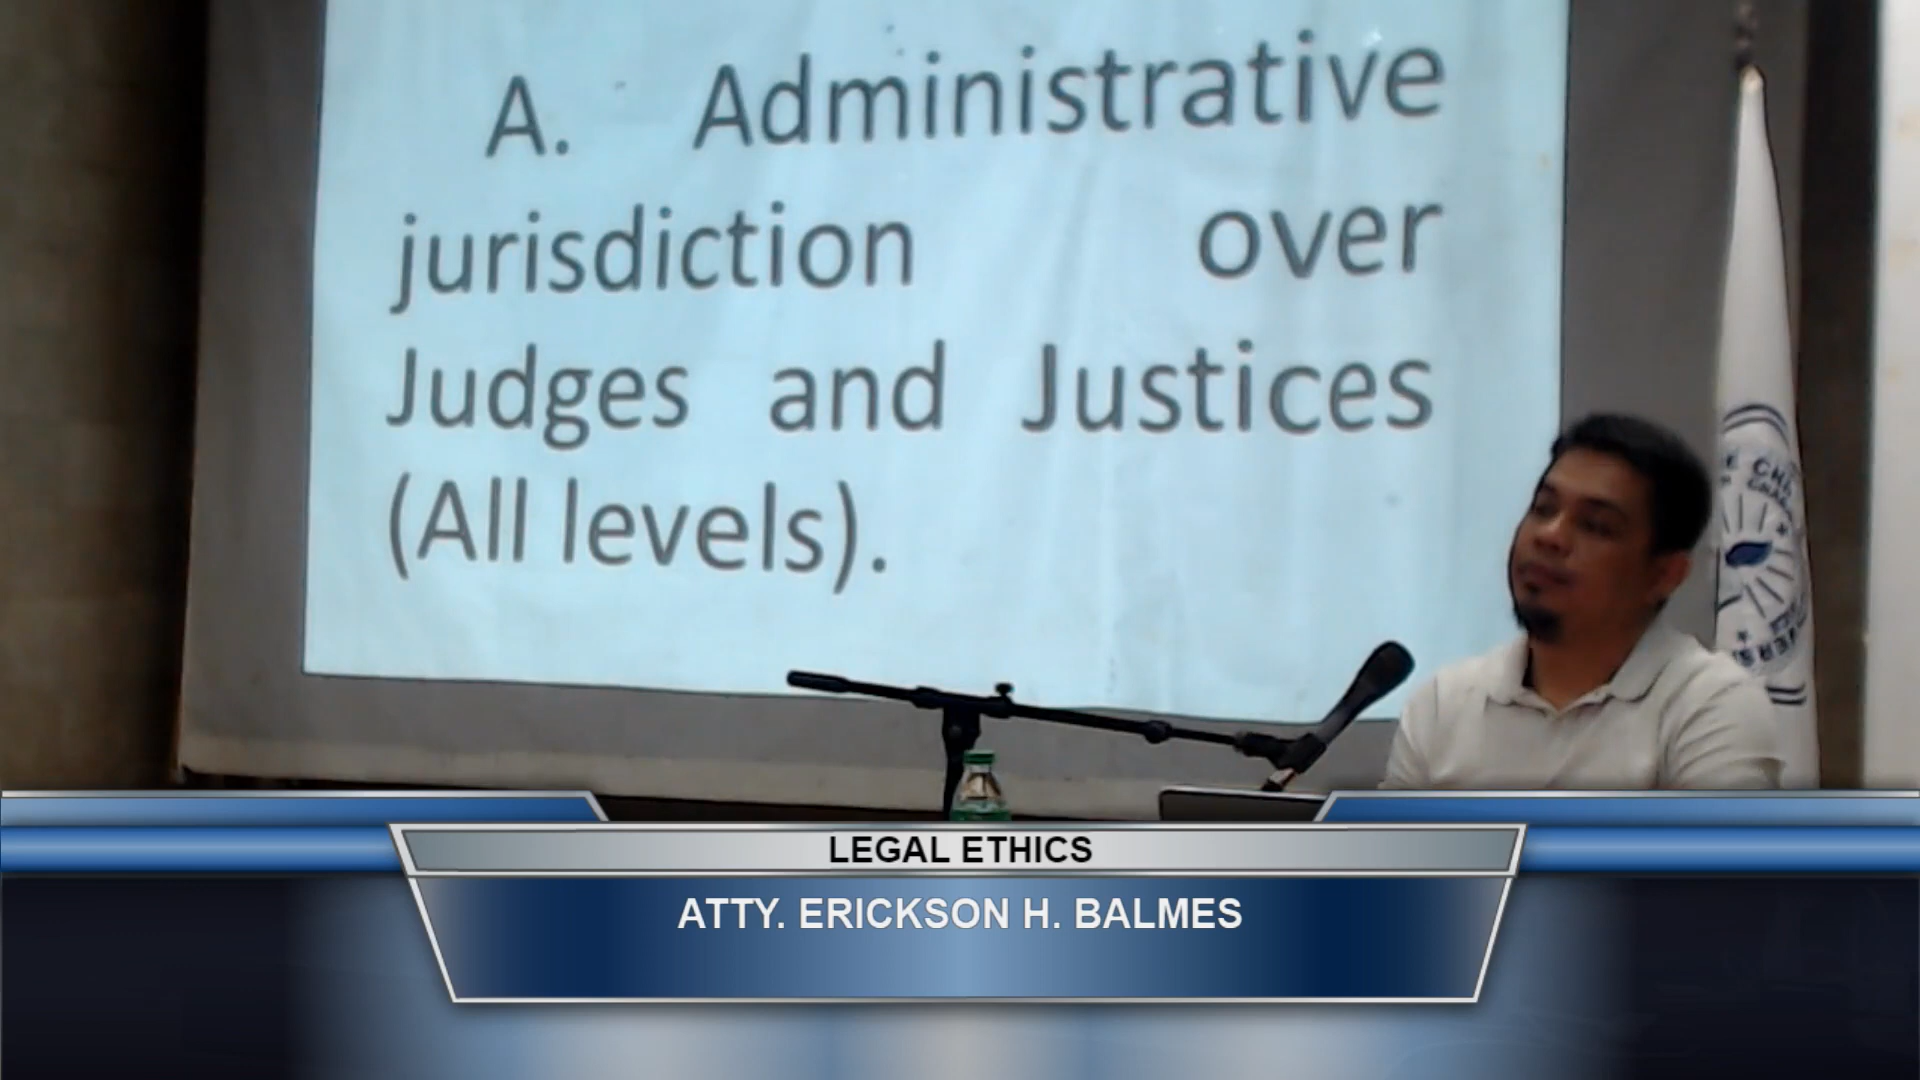 A. Administrative
jurisdiction over
Judges and Justices
(All levels).
LEGAL ETHICS
ATTY. ERICKSON H. BALMES